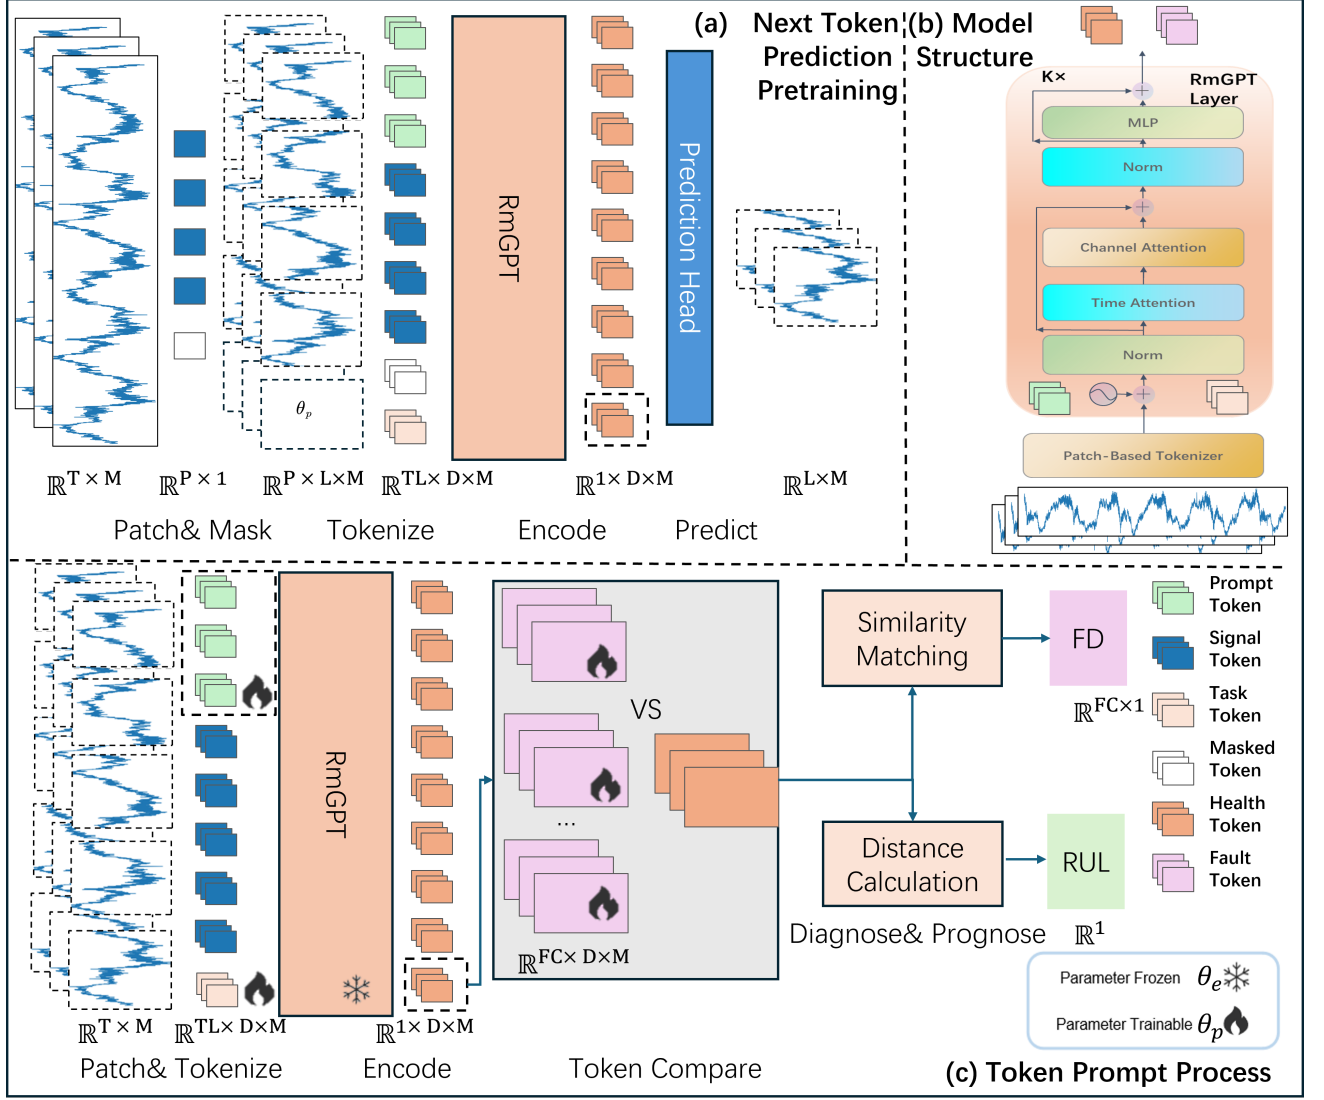 (a) Next Token
Prediction
Pretraining
RmGPT
Prediction Head
θp
ℝT × M
ℝP × 1
ℝP × L×M
ℝTL× D×M
ℝ1× D×M
ℝL×M
Patch& Mask
Tokenize
Encode
Predict
(b) Model
Structure
K×
RmGPT
Layer
MLP
Norm
Channel Attention
Time Attention
Norm
Patch-Based Tokenizer
RmGPT
VS
...
ℝFC× D×M
Similarity
Matching
FD
ℝFC×1
Distance
Calculation
RUL
ℝ1
Diagnose& Prognose
ℝT × M
ℝTL× D×M
ℝ1× D×M
Patch& Tokenize
Encode
Token Compare
Prompt
Token
Signal
Token
Task
Token
Masked
Token
Health
Token
Fault
Token
Parameter Frozen θe
Parameter Trainable θp
(c) Token Prompt Process